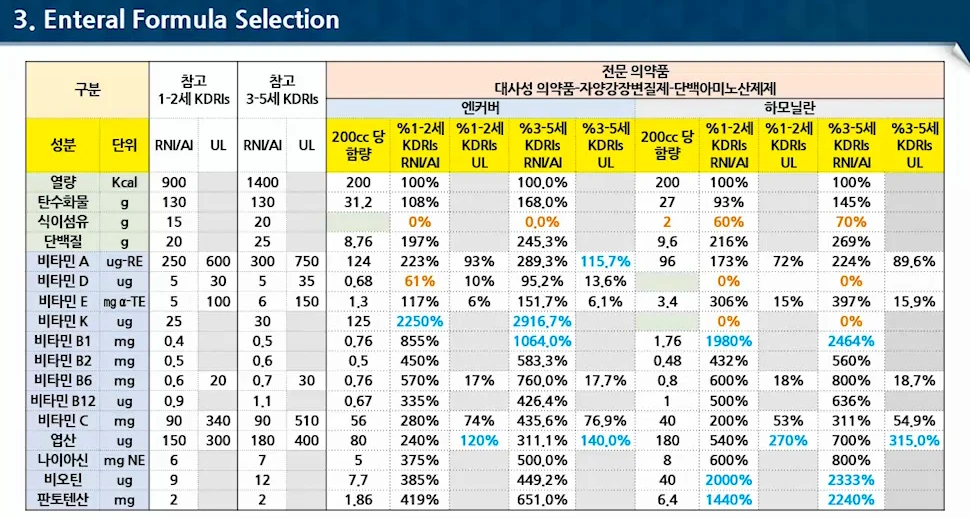 3. Enteral Formula Selection
구분 참고 1-2세 KDRIs 참고 3-5세 KDRIs 전문 의약품
대사성 의약품-자양강장변질제-단백아미노산제제
엔커버 하모닐란
성분 단위 RNI/AI UL RNI/AI UL 200cc 당 함량 %1-2세 KDRIs RNI/AI %1-2세 KDRIs UL %3-5세 KDRIs RNI/AI %3-5세 KDRIs UL 200cc 당 함량 %1-2세 KDRIs RNI/AI %1-2세 KDRIs UL %3-5세 KDRIs RNI/AI %3-5세 KDRIs UL
열량 Kcal 900 1400 200 100% 100.0% 200 100% 100%
탄수화물 g 130 130 31.2 108% 168.0% 27 93% 145%
식이섬유 g 15 20 0% 0.0% 2 60% 70%
단백질 g 20 25 8.76 197% 245.3% 9.6 216% 269%
비타민 A ug-RE 250 600 300 750 124 223% 93% 289.3% 115.7% 96 173% 72% 224% 89.6%
비타민 D ug 5 30 5 35 0.68 61% 10% 95.2% 13.6% 0% 0%
비타민 E ㎎ α-TE 5 100 6 150 1.3 117% 6% 151.7% 6.1% 3.4 306% 15% 397% 15.9%
비타민 K ug 25 30 125 2250% 2916.7% 0% 0%
비타민 B1 mg 0.4 0.5 0.76 855% 1064.0% 1.76 1980% 2464%
비타민 B2 mg 0.5 0.6 0.5 450% 583.3% 0.48 432% 560%
비타민 B6 mg 0.6 20 0.7 30 0.76 570% 17% 760.0% 17.7% 0.8 600% 18% 800% 18.7%
비타민 B12 ug 0.9 1.1 0.67 335% 426.4% 1 500% 636%
비타민 C mg 90 340 90 510 56 280% 74% 435.6% 76.9% 40 200% 53% 311% 54.9%
엽산 ug 150 300 180 400 80 240% 120% 311.1% 140.0% 180 540% 270% 700% 315.0%
나이아신 mg NE 6 7 5 375% 500.0% 8 600% 800%
비오틴 ug 9 12 7.7 385% 449.2% 40 2000% 2333%
판토텐산 mg 2 2 1.86 419% 651.0% 6.4 1440% 2240%